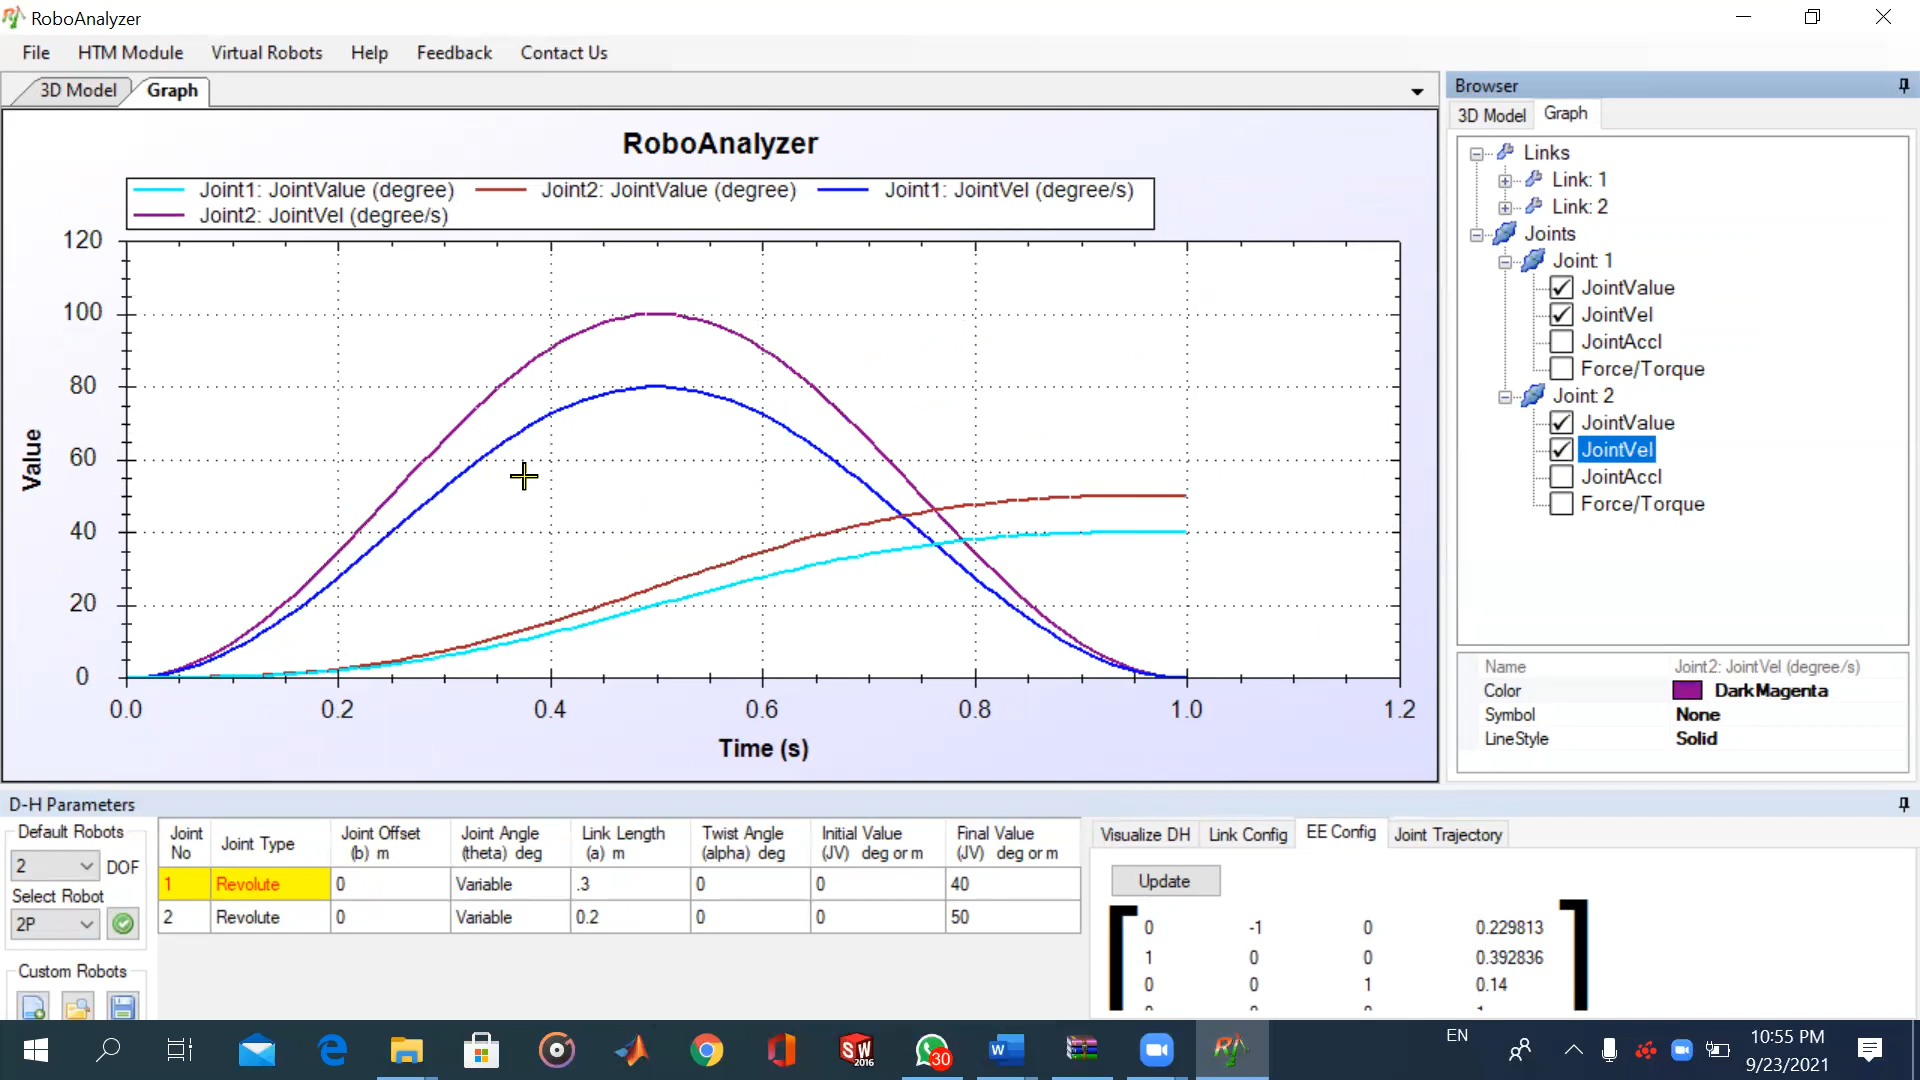 RoboAnalyzer
File HTM Module Virtual Robots Help Feedback Contact Us
3D Model Graph
RoboAnalyzer
Joint1: JointValue (degree) Joint2: JointValue (degree) Joint1: JointVel (degree/s)
Joint2: JointVel (degree/s)
120
100
80
60
40
20
0
Value
0.0 0.2 0.4 0.6 0.8 1.0 1.2
Time (s)
Browser
3D Model Graph
Links
Link: 1
Link: 2
Joints
Joint: 1
JointValue
JointVel
JointAccl
Force/Torque
Joint: 2
JointValue
JointVel
JointAccl
Force/Torque
Name Joint2: JointVel (degree/s)
Color DarkMagenta
Symbol None
LineStyle Solid
D-H Parameters
Default Robots
2 DOF
Select Robot
2P
Custom Robots
Joint No Joint Type Joint Offset (b) m Joint Angle (theta) deg Link Length (a) m Twist Angle (alpha) deg Initial Value (JV) deg or m Final Value (JV) deg or m
1 Revolute 0 Variable .3 0 0 40
2 Revolute 0 Variable 0.2 0 0 50
Visualize DH Link Config EE Config Joint Trajectory
Update
0 -1 0 0.229813
1 0 0 0.392836
0 0 1 0.14
SW
2016
30
W
EN
10:55 PM
9/23/2021